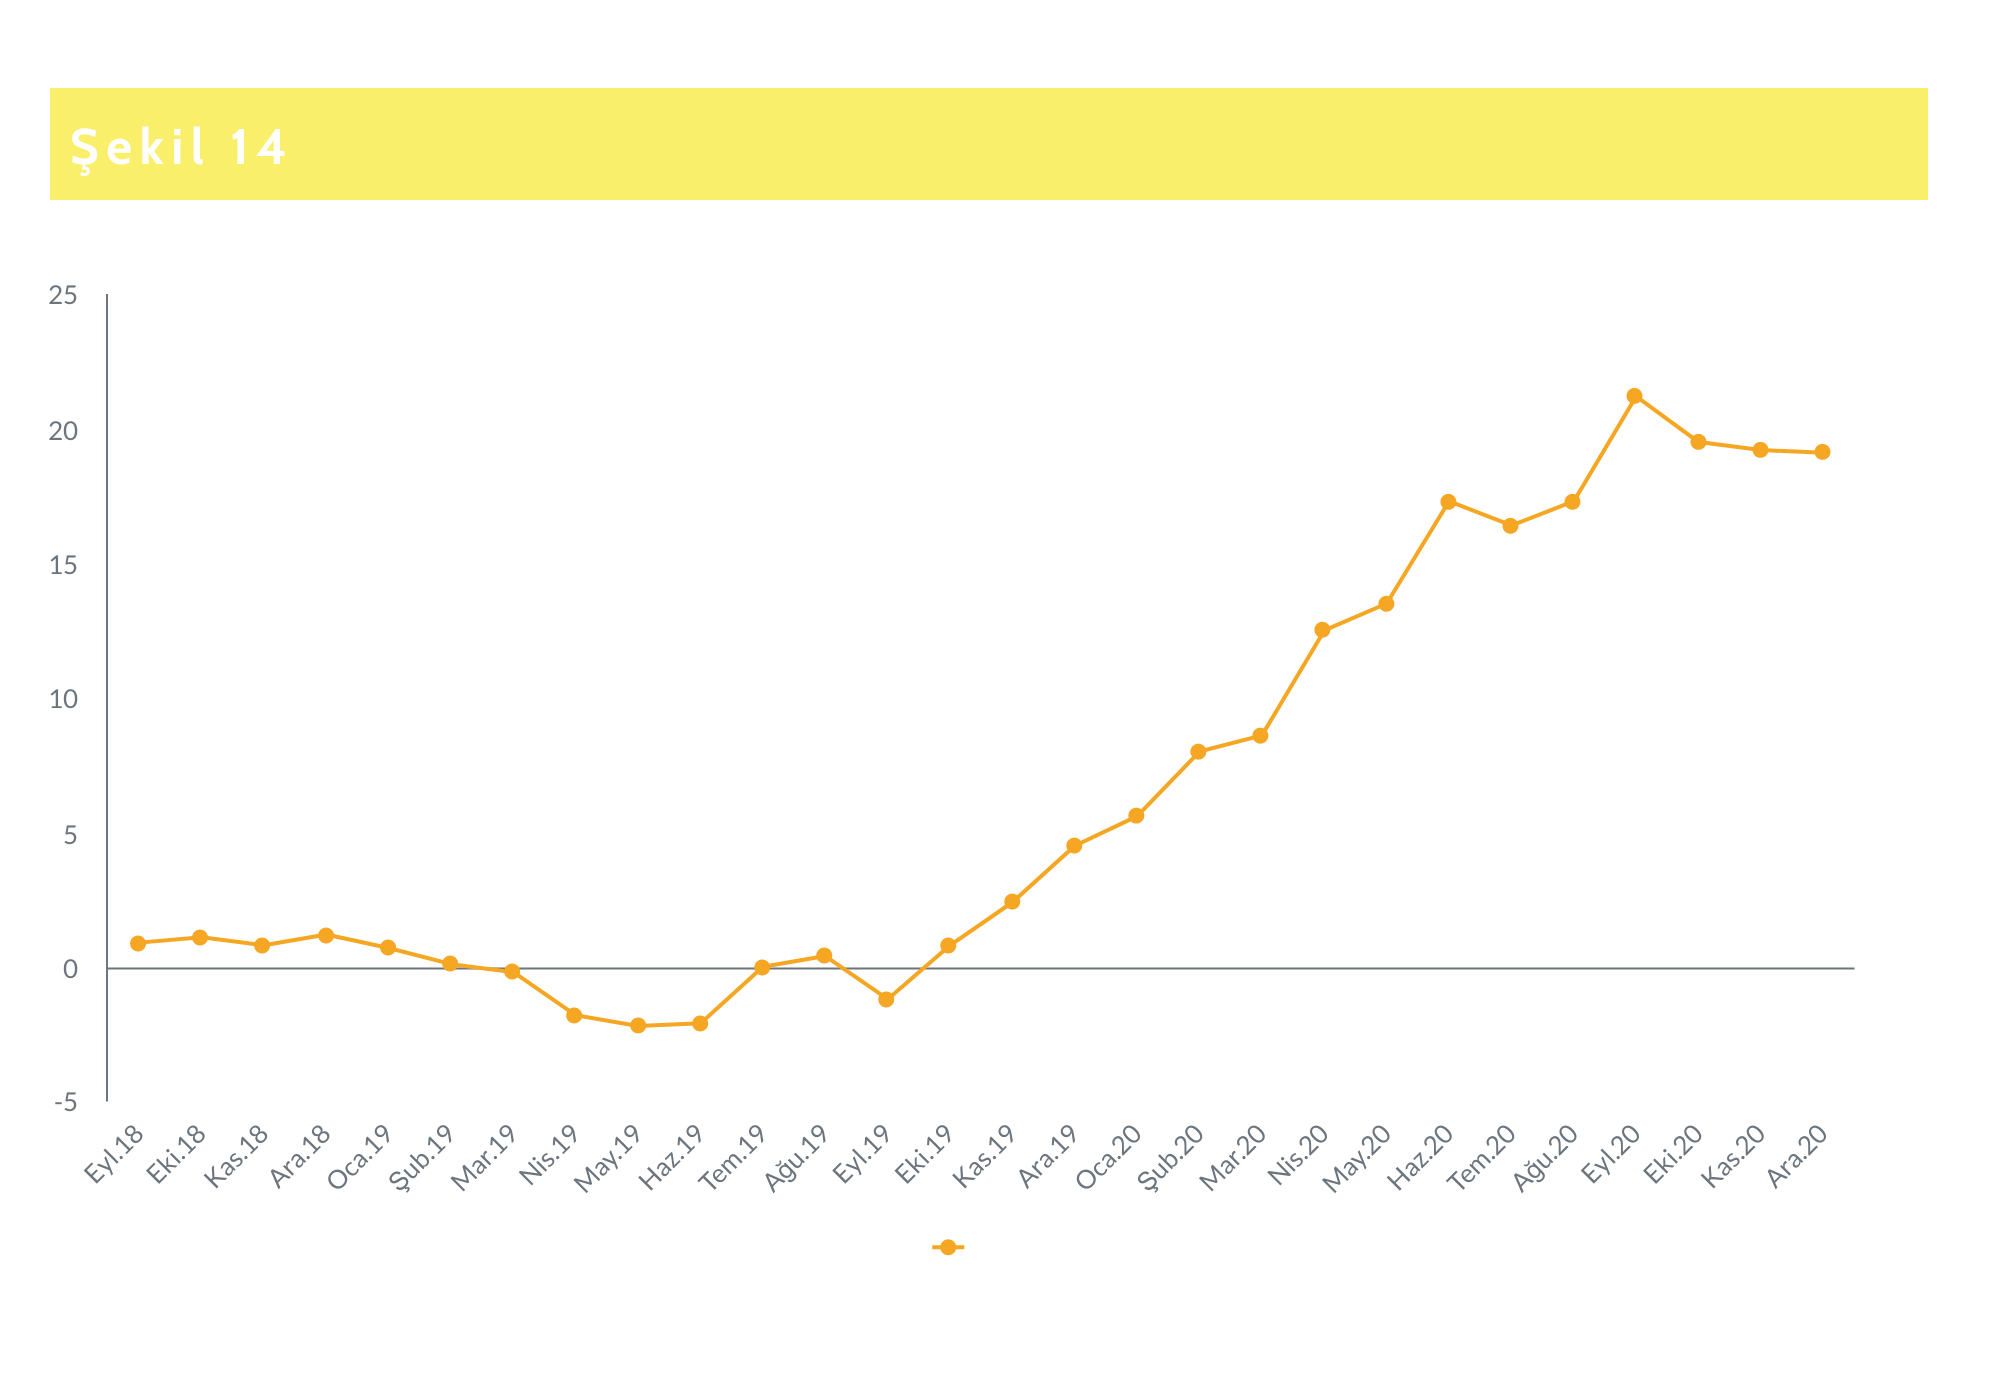 Şekil 14
25
20
15
10
5
0
-5
Eyl.18
Eki.18
Kas.18
Ara.18
Oca.19
Şub.19
Mar.19
Nis.19
May.19
Haz.19
Tem.19
Ağu.19
Eyl.19
Eki.19
Kas.19
Ara.19
Oca.20
Şub.20
Mar.20
Nis.20
May.20
Haz.20
Tem.20
Ağu.20
Eyl.20
Eki.20
Kas.20
Ara.20